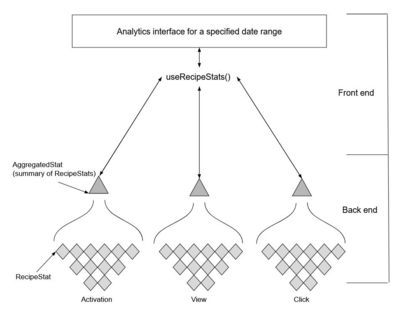 Analytics interface for a specified date range
useRecipeStats()
Front end
AggregatedStat
(summary of RecipeStats)
Back end
RecipeStat
Activation
View
Click